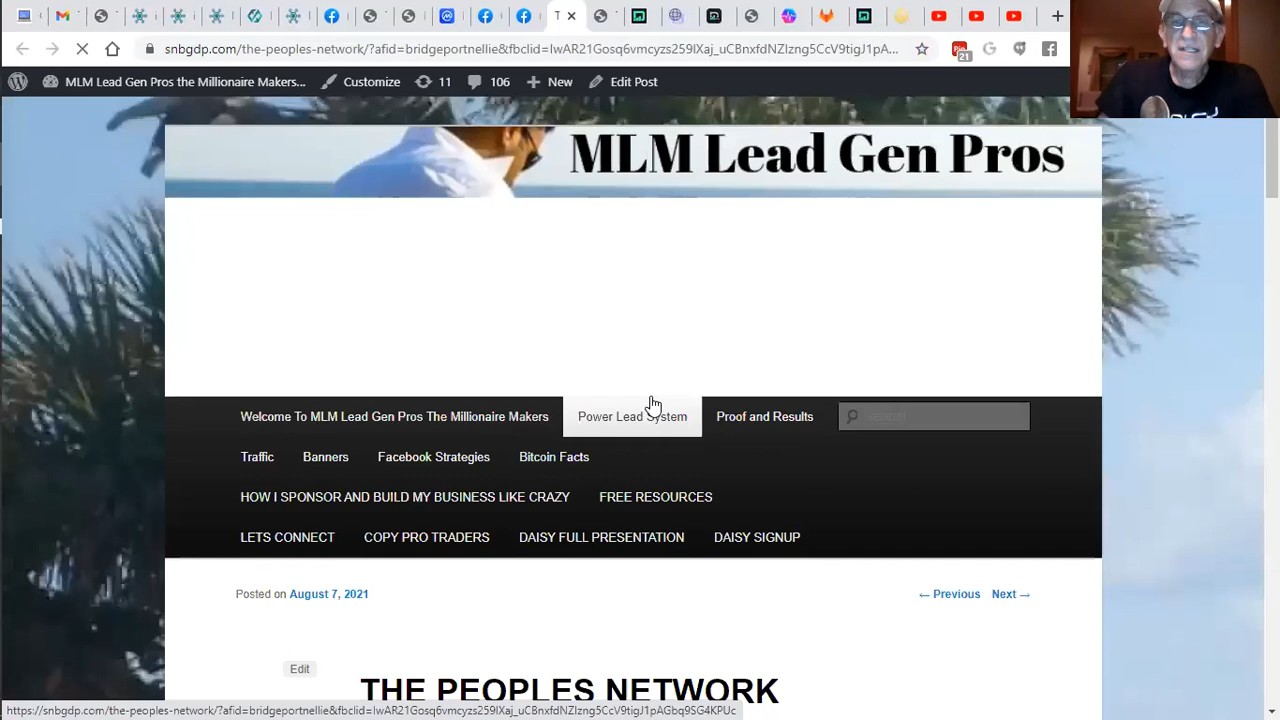 T
snbgdp.com/the-peoples-network/?afid=bridgeportnellie&fbclid=IwAR21Gosq6vmcyzs259lXaj_uCBnxfdNZIzng5CcV9tigJ1pA...
21
MLM Lead Gen Pros the Millionaire Makers... Customize 11 106 New Edit Post
MLM Lead Gen Pros
Welcome To MLM Lead Gen Pros The Millionaire Makers Power Lead System Proof and Results Search
Traffic Banners Facebook Strategies Bitcoin Facts
HOW I SPONSOR AND BUILD MY BUSINESS LIKE CRAZY FREE RESOURCES
LETS CONNECT COPY PRO TRADERS DAISY FULL PRESENTATION DAISY SIGNUP
Posted on August 7, 2021 ← Previous Next →
Edit
THE PEOPLES NETWORK
https://snbgdp.com/the-peoples-network/?afid=bridgeportnellie&fbclid=IwAR21Gosq6vmcyzs259lXaj_uCBnxfdNZIzng5CcV9tigJ1pAGbq9SG4KPUc